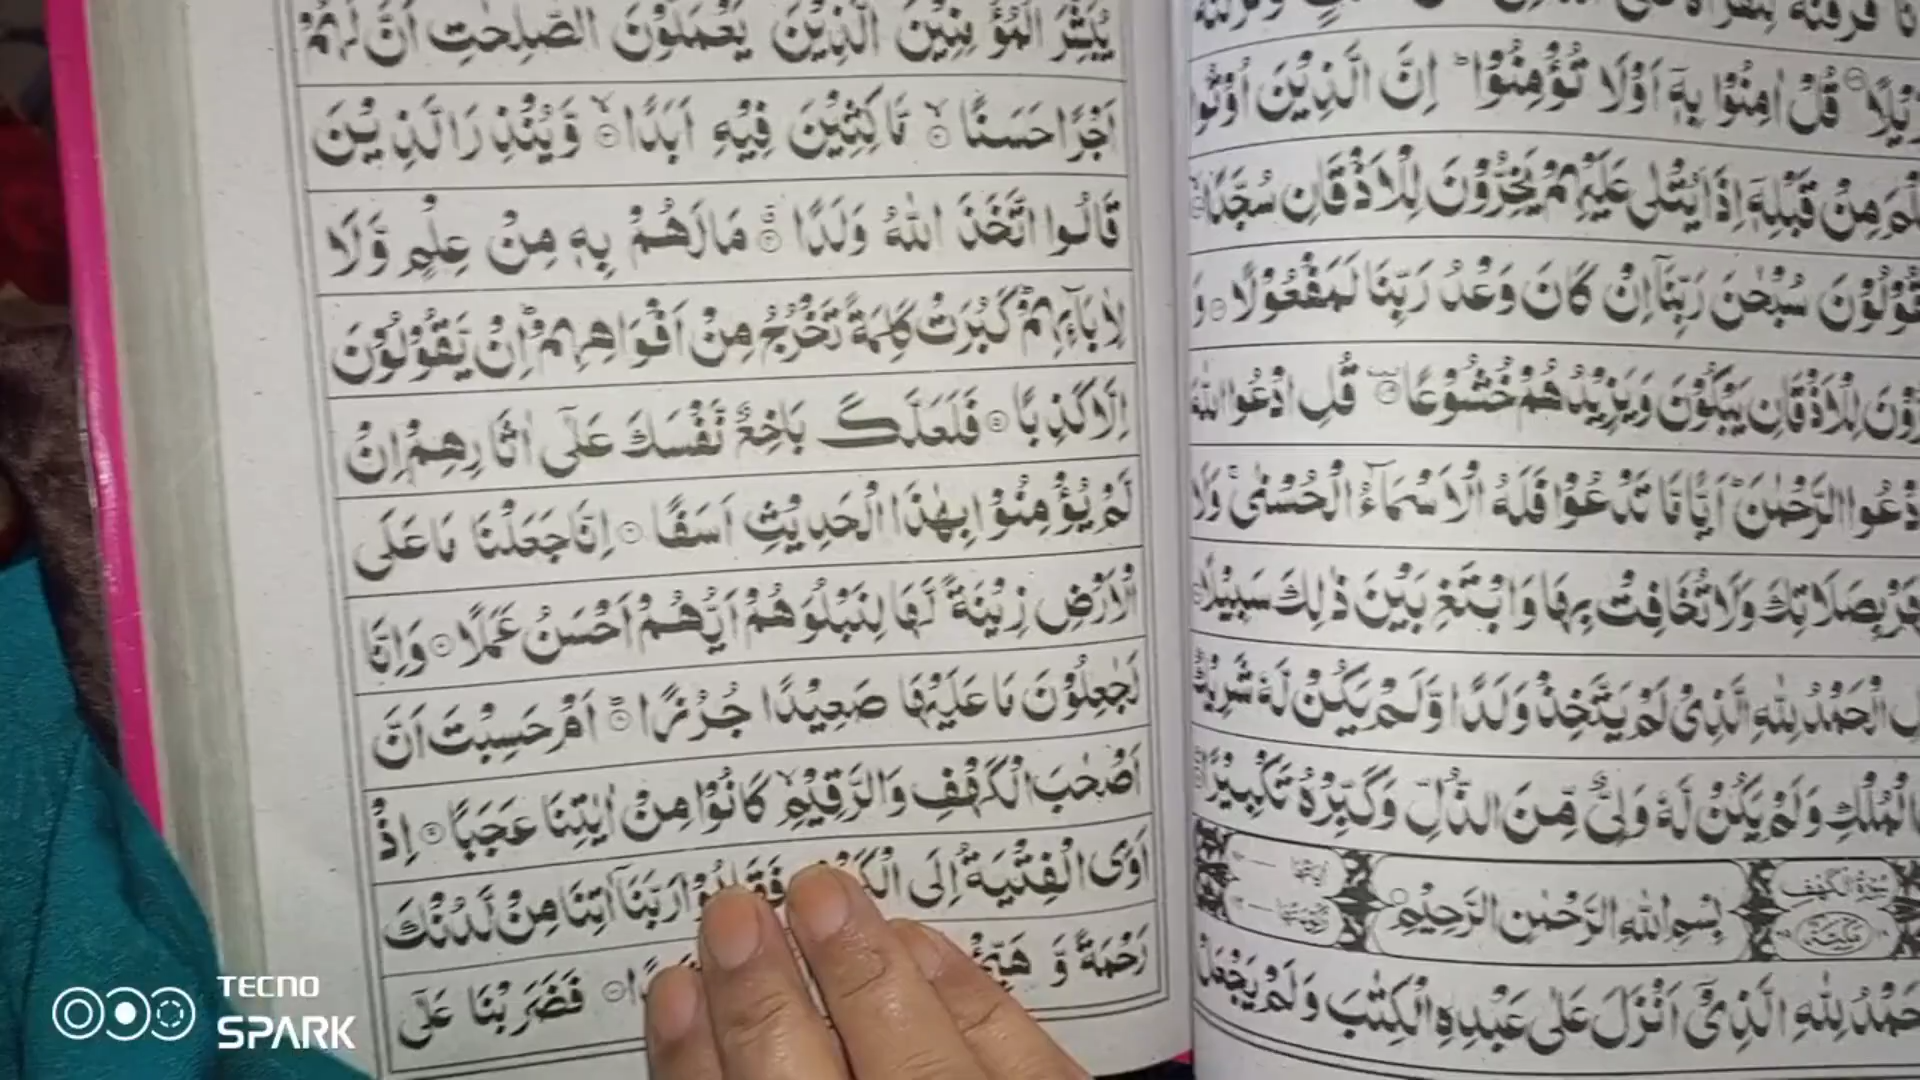 قُلْ اٰمِنُوْا بِهٖٓ اَوْ لَا تُؤْمِنُوْا ؕ اِنَّ الَّذِيْنَ اُوْتُوا
مِنْ قَبْلِهٖٓ اِذَا يُتْلٰى عَلَيْهِمْ يَخِرُّوْنَ لِلْاَذْقَانِ سُجَّدًا
سُبْحٰنَ رَبِّنَآ اِنْ كَانَ وَعْدُ رَبِّنَا لَمَفْعُوْلًا ۝ وَ
لِلْاَذْقَانِ يَبْكُوْنَ وَيَزِيْدُهُمْ خُشُوْعًا ۝ قُلِ ادْعُوا اللّٰهَ
ادْعُوا الرَّحْمٰنَ ؕ اَيًّا مَّا تَدْعُوْا فَلَهُ الْاَسْمَآءُ الْحُسْنٰى ۚ وَلَا
بِصَلَاتِكَ وَلَا تُخَافِتْ بِهَا وَابْتَغِ بَيْنَ ذٰلِكَ سَبِيْلًا
الْحَمْدُ لِلّٰهِ الَّذِيْ لَمْ يَتَّخِذْ وَلَدًا وَّلَمْ يَكُنْ لَّهٗ شَرِيْكٌ
الْمُلْكِ وَلَمْ يَكُنْ لَّهٗ وَلِيٌّ مِّنَ الذُّلِّ وَكَبِّرْهُ تَكْبِيْرًا
سُوْرَةُ الْكَهْفِ مَكِّيَّةٌ
بِسْمِ اللّٰهِ الرَّحْمٰنِ الرَّحِيْمِ
لِلّٰهِ الَّذِيْٓ اَنْزَلَ عَلٰى عَبْدِهِ الْكِتٰبَ وَلَمْ يَجْعَلْ
يُبَشِّرَ الْمُؤْمِنِيْنَ الَّذِيْنَ يَعْمَلُوْنَ الصّٰلِحٰتِ اَنَّ لَهُمْ
اَجْرًا حَسَنًا ۝ مَّاكِثِيْنَ فِيْهِ اَبَدًا ۝ وَّيُنْذِرَ الَّذِيْنَ
قَالُوا اتَّخَذَ اللّٰهُ وَلَدًا ۝ مَا لَهُمْ بِهٖ مِنْ عِلْمٍ وَّلَا
لِاٰبَآئِهِمْ ؕ كَبُرَتْ كَلِمَةً تَخْرُجُ مِنْ اَفْوَاهِهِمْ ؕ اِنْ يَّقُوْلُوْنَ
اِلَّا كَذِبًا ۝ فَلَعَلَّكَ بَاخِعٌ نَّفْسَكَ عَلٰٓى اٰثَارِهِمْ اِنْ
لَّمْ يُؤْمِنُوْا بِهٰذَا الْحَدِيْثِ اَسَفًا ۝ اِنَّا جَعَلْنَا مَا عَلَى
الْاَرْضِ زِيْنَةً لَّهَا لِنَبْلُوَهُمْ اَيُّهُمْ اَحْسَنُ عَمَلًا ۝ وَاِنَّا
لَجٰعِلُوْنَ مَا عَلَيْهَا صَعِيْدًا جُرُزًا ۝ اَمْ حَسِبْتَ اَنَّ
اَصْحٰبَ الْكَهْفِ وَالرَّقِيْمِ ۙ كَانُوْا مِنْ اٰيٰتِنَا عَجَبًا ۝ اِذْ
اَوَى الْفِتْيَةُ اِلَى رَبَّنَآ اٰتِنَا مِنْ لَّدُنْكَ
رَحْمَةً وَّ فَضَرَبْنَا عَلٰٓى
TECNO
SPARK